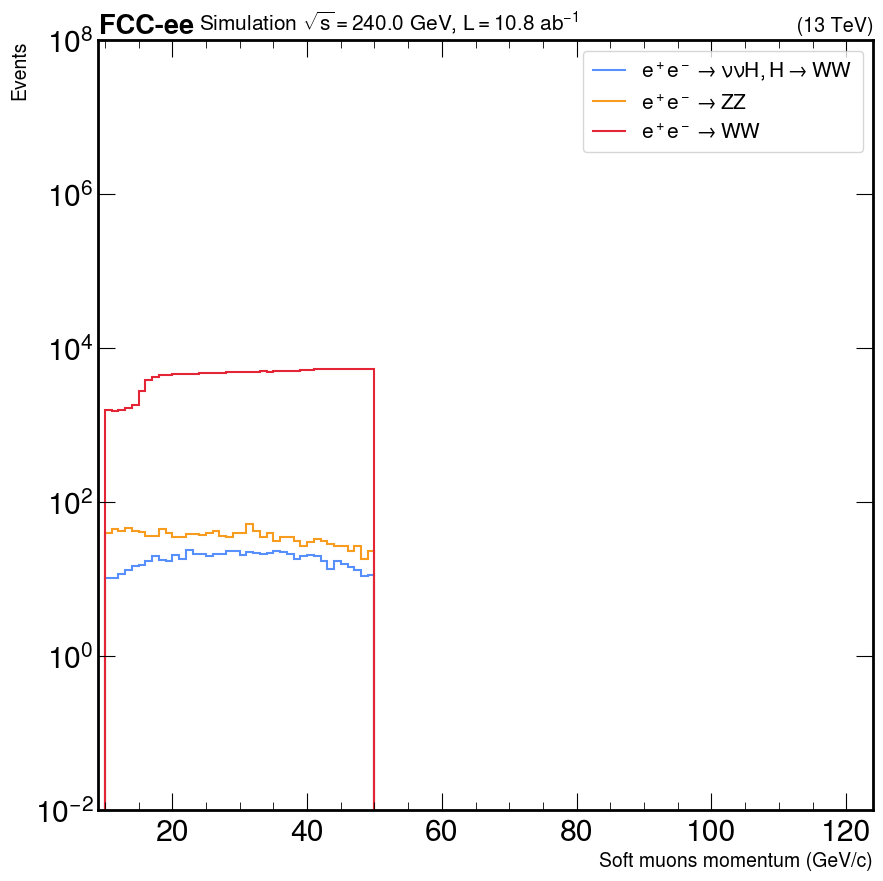 FCC-ee Simulation √s = 240.0 GeV, L = 10.8 ab⁻¹ (13 TeV)
Events
10⁸
10⁶
10⁴
10²
10⁰
10⁻²
e⁺e⁻ → ννH, H → WW
e⁺e⁻ → ZZ
e⁺e⁻ → WW
20 40 60 80 100 120
Soft muons momentum (GeV/c)